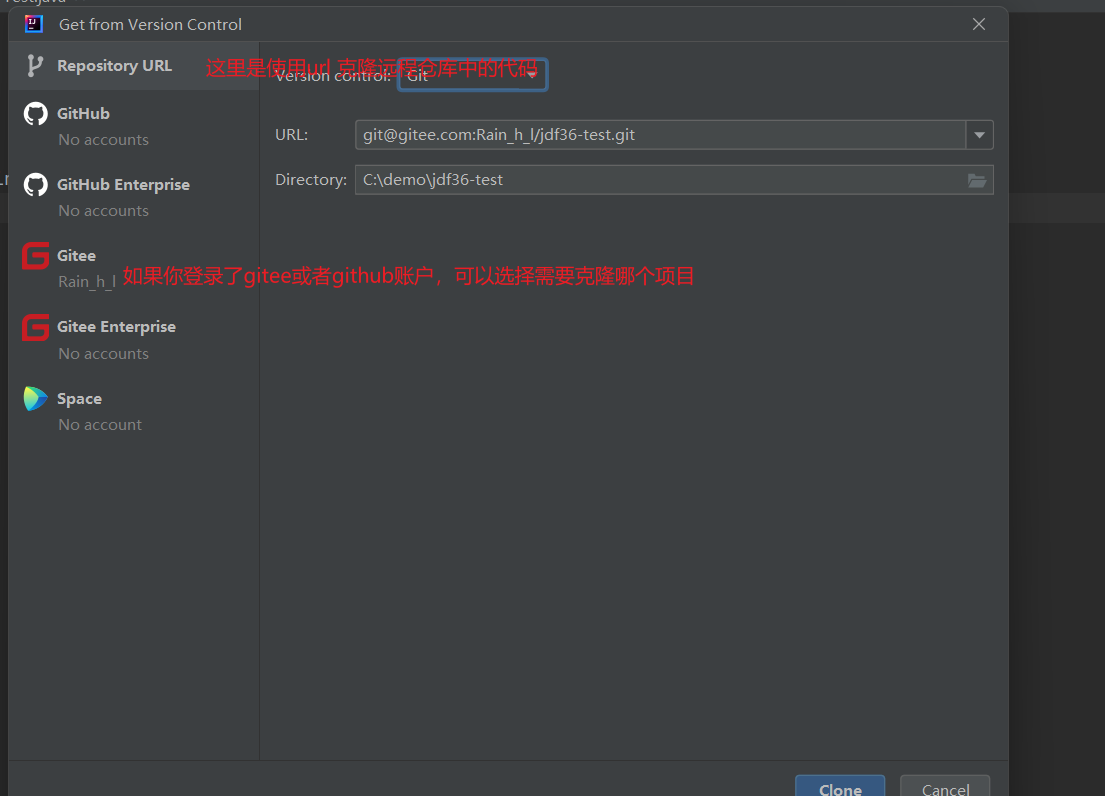 Test.java
Get from Version Control
Repository URL
这里是使用url 克隆远程仓库中的代码
Version control: Git
GitHub
No accounts
URL: git@gitee.com:Rain_h_l/jdf36-test.git
GitHub Enterprise
No accounts
Directory: C:\demo\jdf36-test
Gitee
Rain_h_l
如果你登录了gitee或者github账户，可以选择需要克隆哪个项目
Gitee Enterprise
No accounts
Space
No account
Clone
Cancel